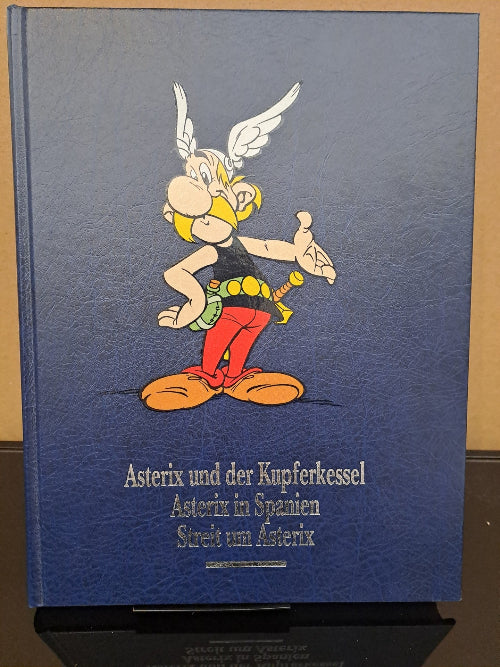 Asterix und der Kupferkessel
Asterix in Spanien
Streit um Asterix